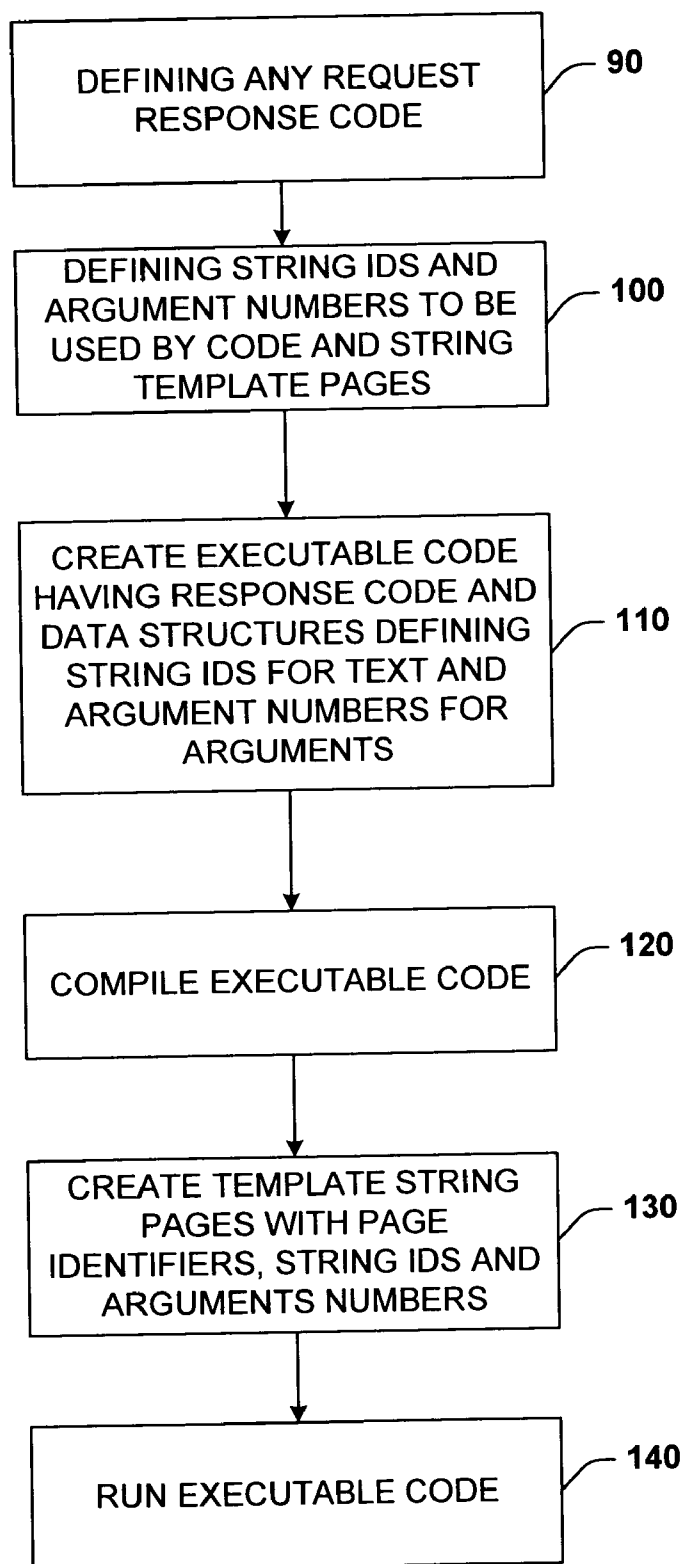 DEFINING ANY REQUEST
RESPONSE CODE
90
DEFINING STRING IDS AND
ARGUMENT NUMBERS TO BE
USED BY CODE AND STRING
TEMPLATE PAGES
100
CREATE EXECUTABLE CODE
HAVING RESPONSE CODE AND
DATA STRUCTURES DEFINING
STRING IDS FOR TEXT AND
ARGUMENT NUMBERS FOR
ARGUMENTS
110
COMPILE EXECUTABLE CODE
120
CREATE TEMPLATE STRING
PAGES WITH PAGE
IDENTIFIERS, STRING IDS AND
ARGUMENTS NUMBERS
130
RUN EXECUTABLE CODE
140